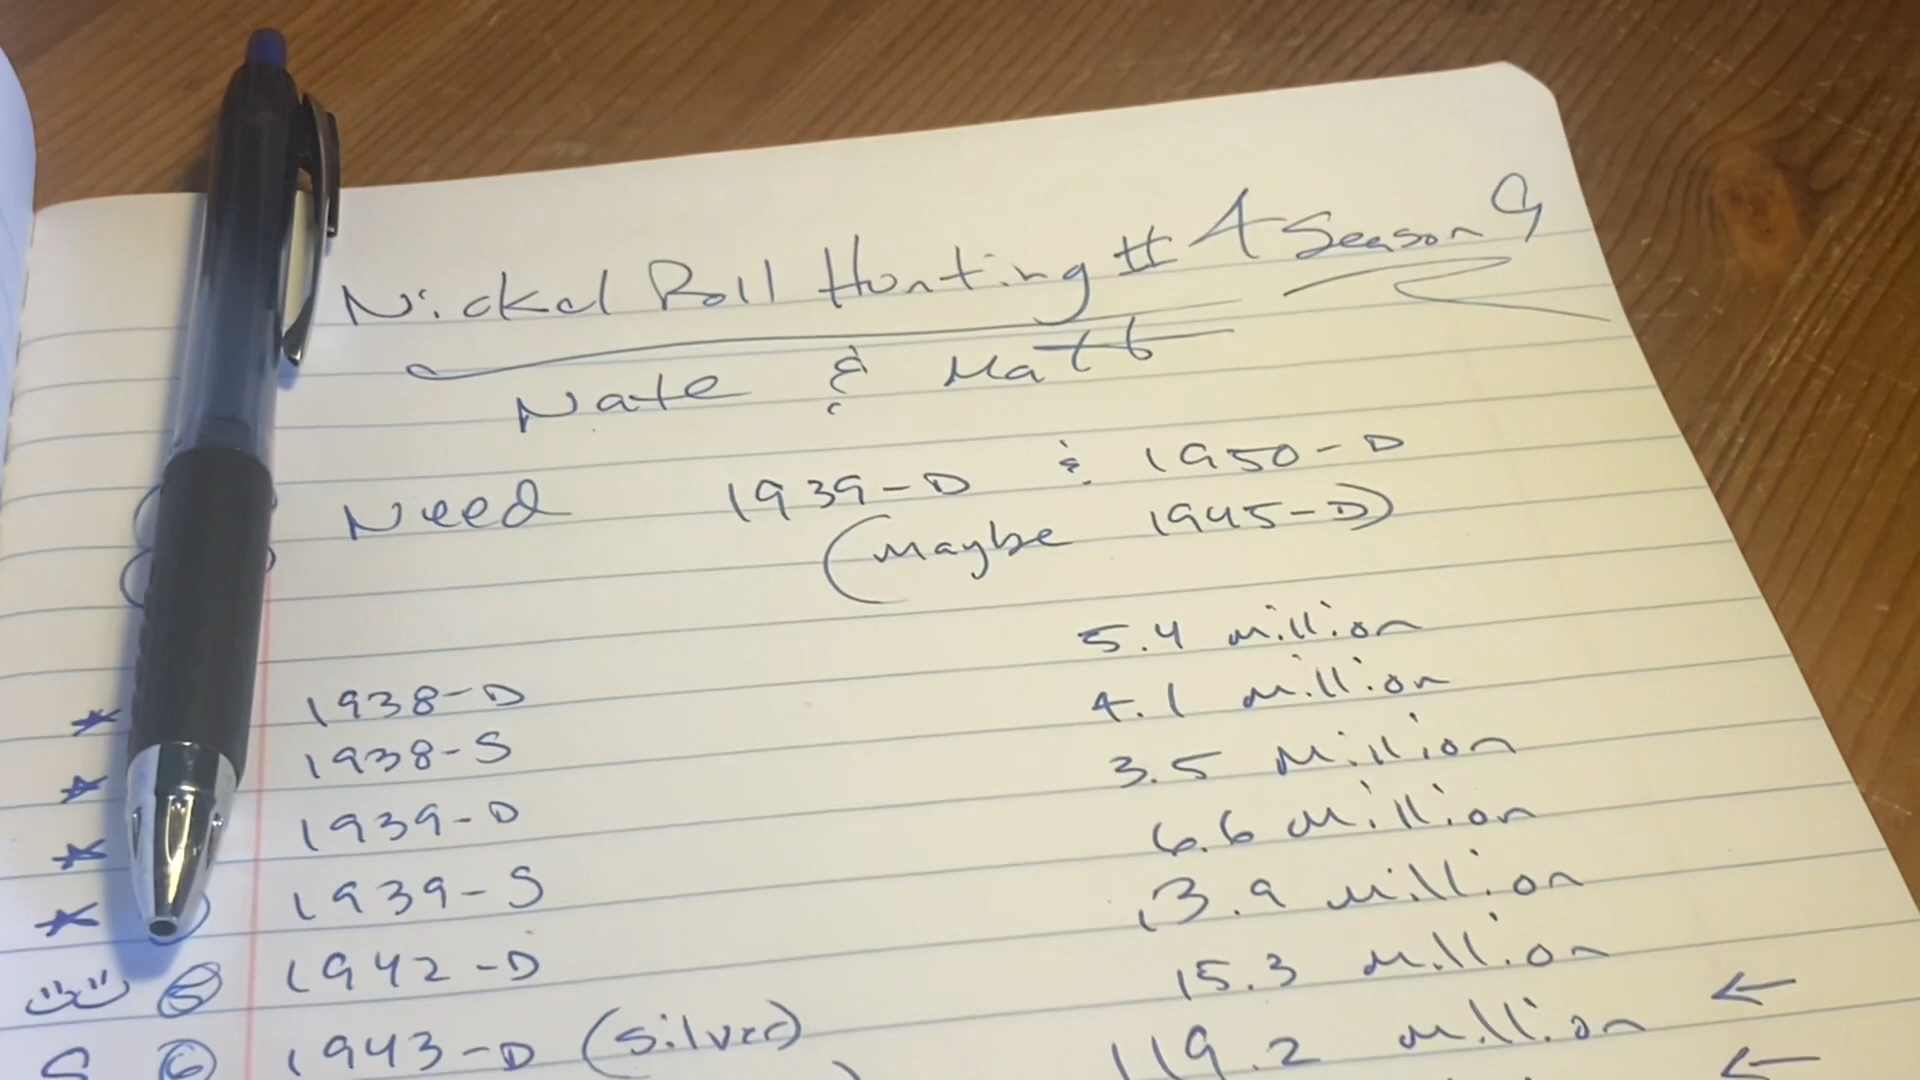 Nickel Roll Hunting # 4 Season 9
Nate & Matt
Need 1939-D & 1950-D
(Maybe 1945-D)
1938-D 5.4 million
1938-S 4.1 million
1939-D 3.5 Million
1939-S 6.6 Million
5 1942-D 13.9 million
S 6 1943-D (silver) 15.3 million ←
119.2 million ←